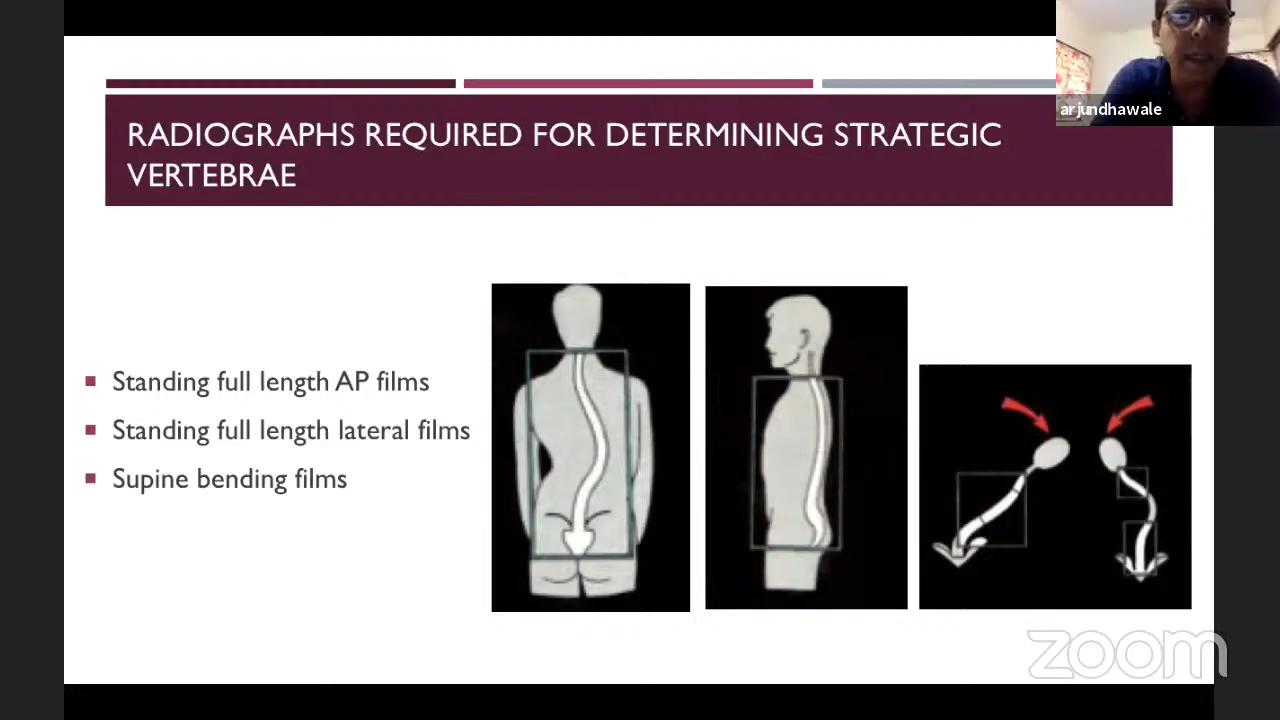 arjundhawale
RADIOGRAPHS REQUIRED FOR DETERMINING STRATEGIC
VERTEBRAE
Standing full length AP films
Standing full length lateral films
Supine bending films
zoom